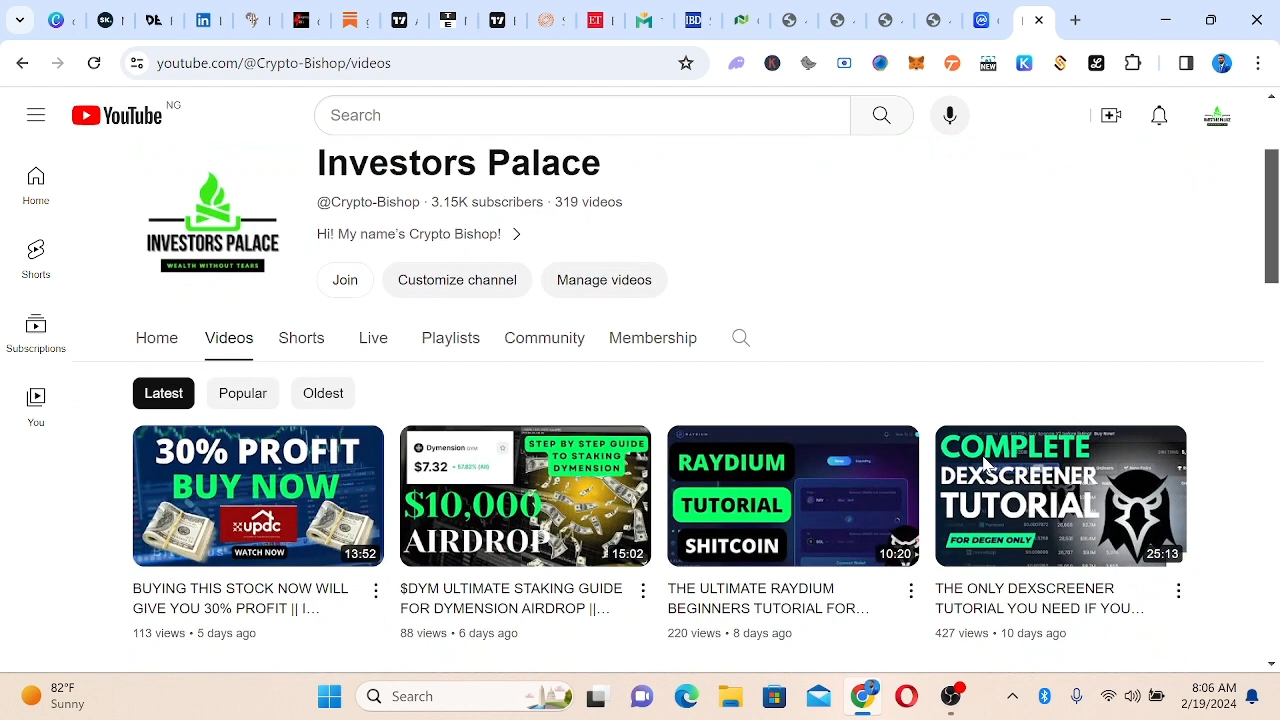 in
DE
ET
IBD
youtube.com/@Crypto-Bishop/videos
NEW
YouTube
NG
Search
Home
Shorts
Subscriptions
You
INVESTORS PALACE
WEALTH WITHOUT TEARS
Investors Palace
@Crypto-Bishop · 3.15K subscribers · 319 videos
Hi! My name's Crypto Bishop!
Join
Customize channel
Manage videos
Home
Videos
Shorts
Live
Playlists
Community
Membership
Latest
Popular
Oldest
30% PROFIT
BUY NOW
updc
WATCH NOW
BUYING THIS STOCK NOW WILL
GIVE YOU 30% PROFIT || I...
113 views • 5 days ago
Dymension DYM
$7.32
STEP BY STEP GUIDE
TO STAKING
DYMENSION
$10,000
AIRDROP
15:02
$DYM ULTIMATE STAKING GUIDE
FOR DYMENSION AIRDROP ||...
88 views • 6 days ago
RAYDIUM
RAYDIUM
TUTORIAL
SHITCOIN
10:20
THE ULTIMATE RAYDIUM
BEGINNERS TUTORIAL FOR...
220 views • 8 days ago
COMPLETE
DEXSCREENER
TUTORIAL
FOR DEGEN ONLY
25:13
THE ONLY DEXSCREENER
TUTORIAL YOU NEED IF YOU...
427 views • 10 days ago
82°F
Sunny
Search
8:06 AM
2/19/2024